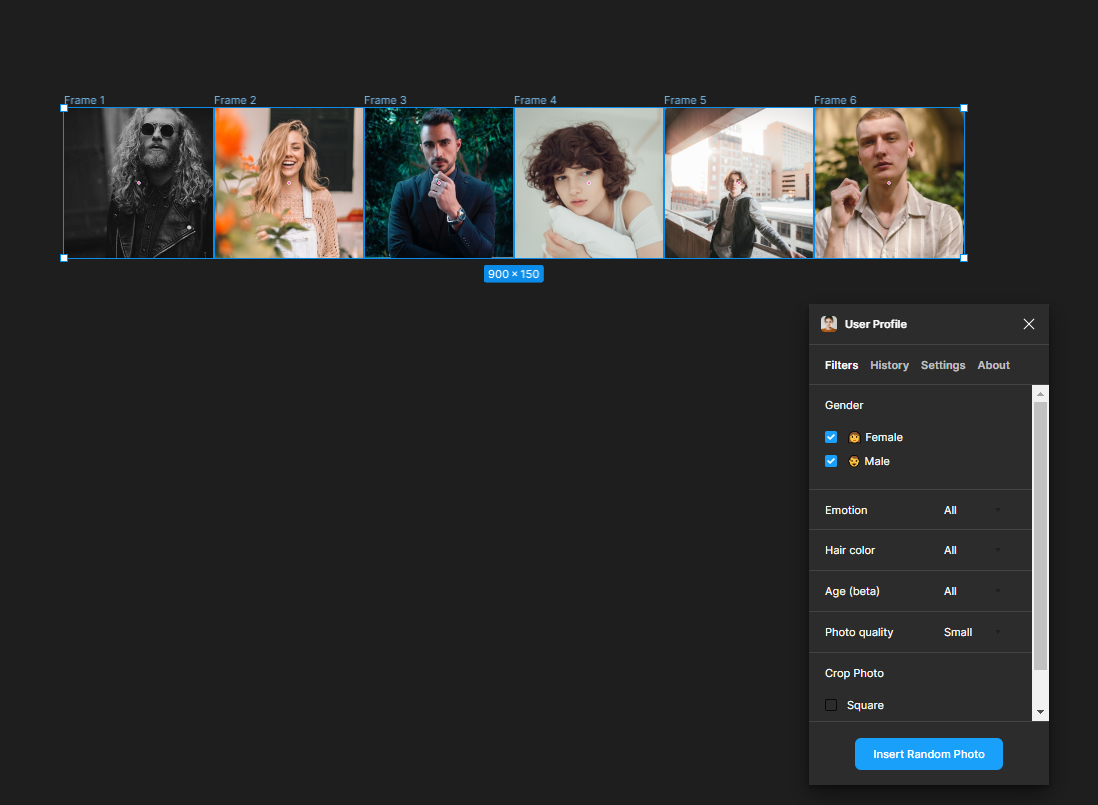 Frame 1 Frame 2 Frame 3 Frame 4 Frame 5 Frame 6
900 × 150
User Profile
Filters History Settings About
Gender
Female
Male
Emotion All
Hair color All
Age (beta) All
Photo quality Small
Crop Photo
Square
Insert Random Photo